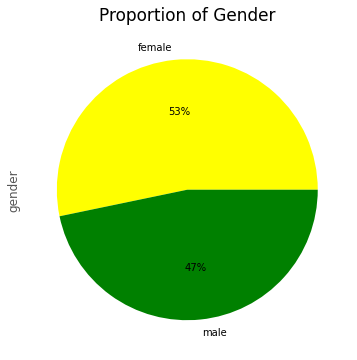 Proportion of Gender
female
53%
gender
47%
male